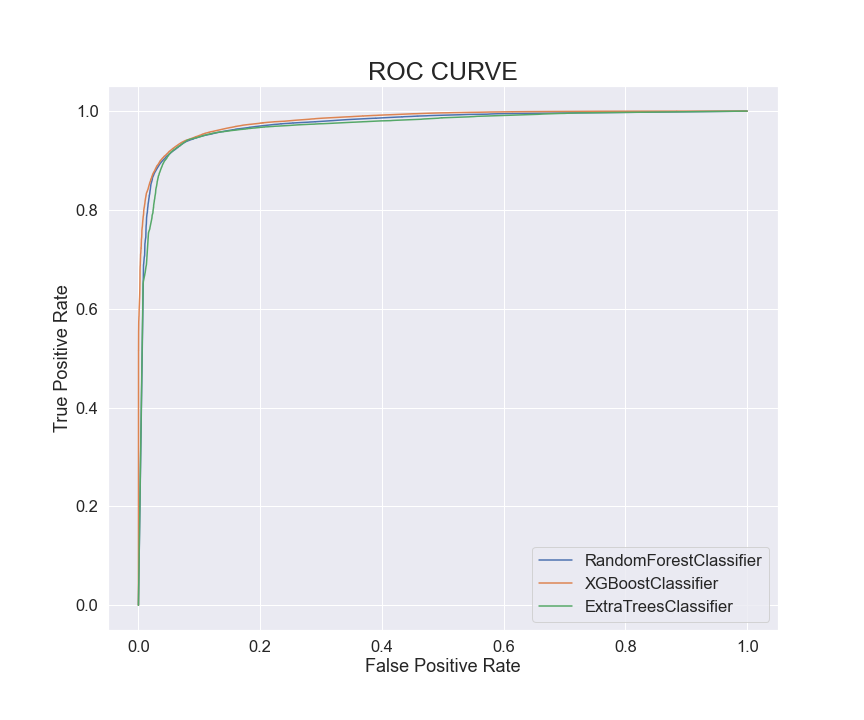 ROC CURVE
1.0
0.8
0.6
0.4
0.2
0.0
True Positive Rate
RandomForestClassifier
XGBoostClassifier
ExtraTreesClassifier
0.0 0.2 0.4 0.6 0.8 1.0
False Positive Rate